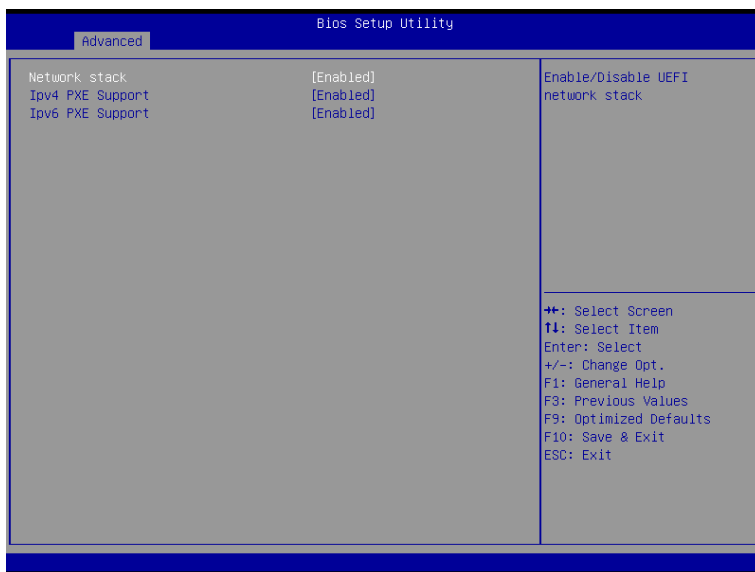 Bios Setup Utility
Advanced
Network stack [Enabled]
Ipv4 PXE Support [Enabled]
Ipv6 PXE Support [Enabled]
Enable/Disable UEFI
network stack
→←: Select Screen
↑↓: Select Item
Enter: Select
+/-: Change Opt.
F1: General Help
F3: Previous Values
F9: Optimized Defaults
F10: Save & Exit
ESC: Exit